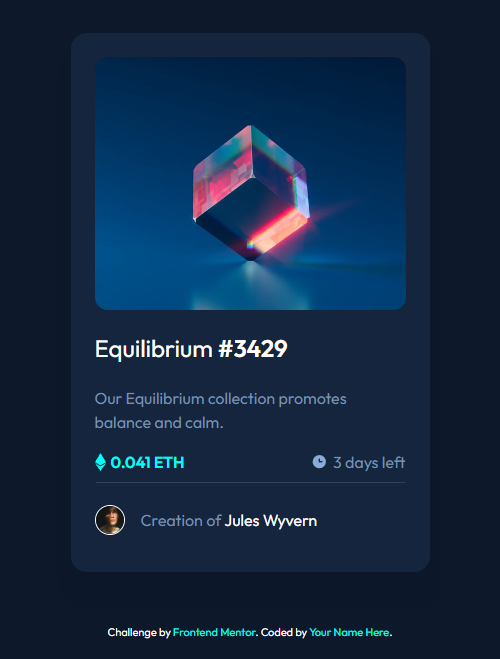 Equilibrium #3429
Our Equilibrium collection promotes
balance and calm.
0.041 ETH
3 days left
Creation of Jules Wyvern
Challenge by Frontend Mentor. Coded by Your Name Here.